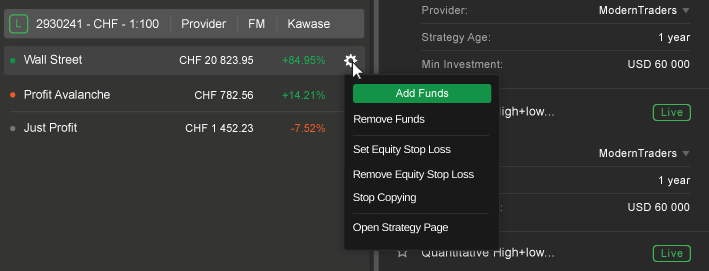 L 2930241 - CHF - 1:100 Provider FM Kawase
Wall Street CHF 20 823.95 +84.95%
Profit Avalanche CHF 782.56 +14.21%
Just Profit CHF 1 452.23 -7.52%
Add Funds
Remove Funds
Set Equity Stop Loss
Remove Equity Stop Loss
Stop Copying
Open Strategy Page
Provider: ModernTraders
Strategy Age: 1 year
Min Investment: USD 60 000
High+low... Live
ModernTraders
1 year
USD 60 000
Quantitative High+low... Live